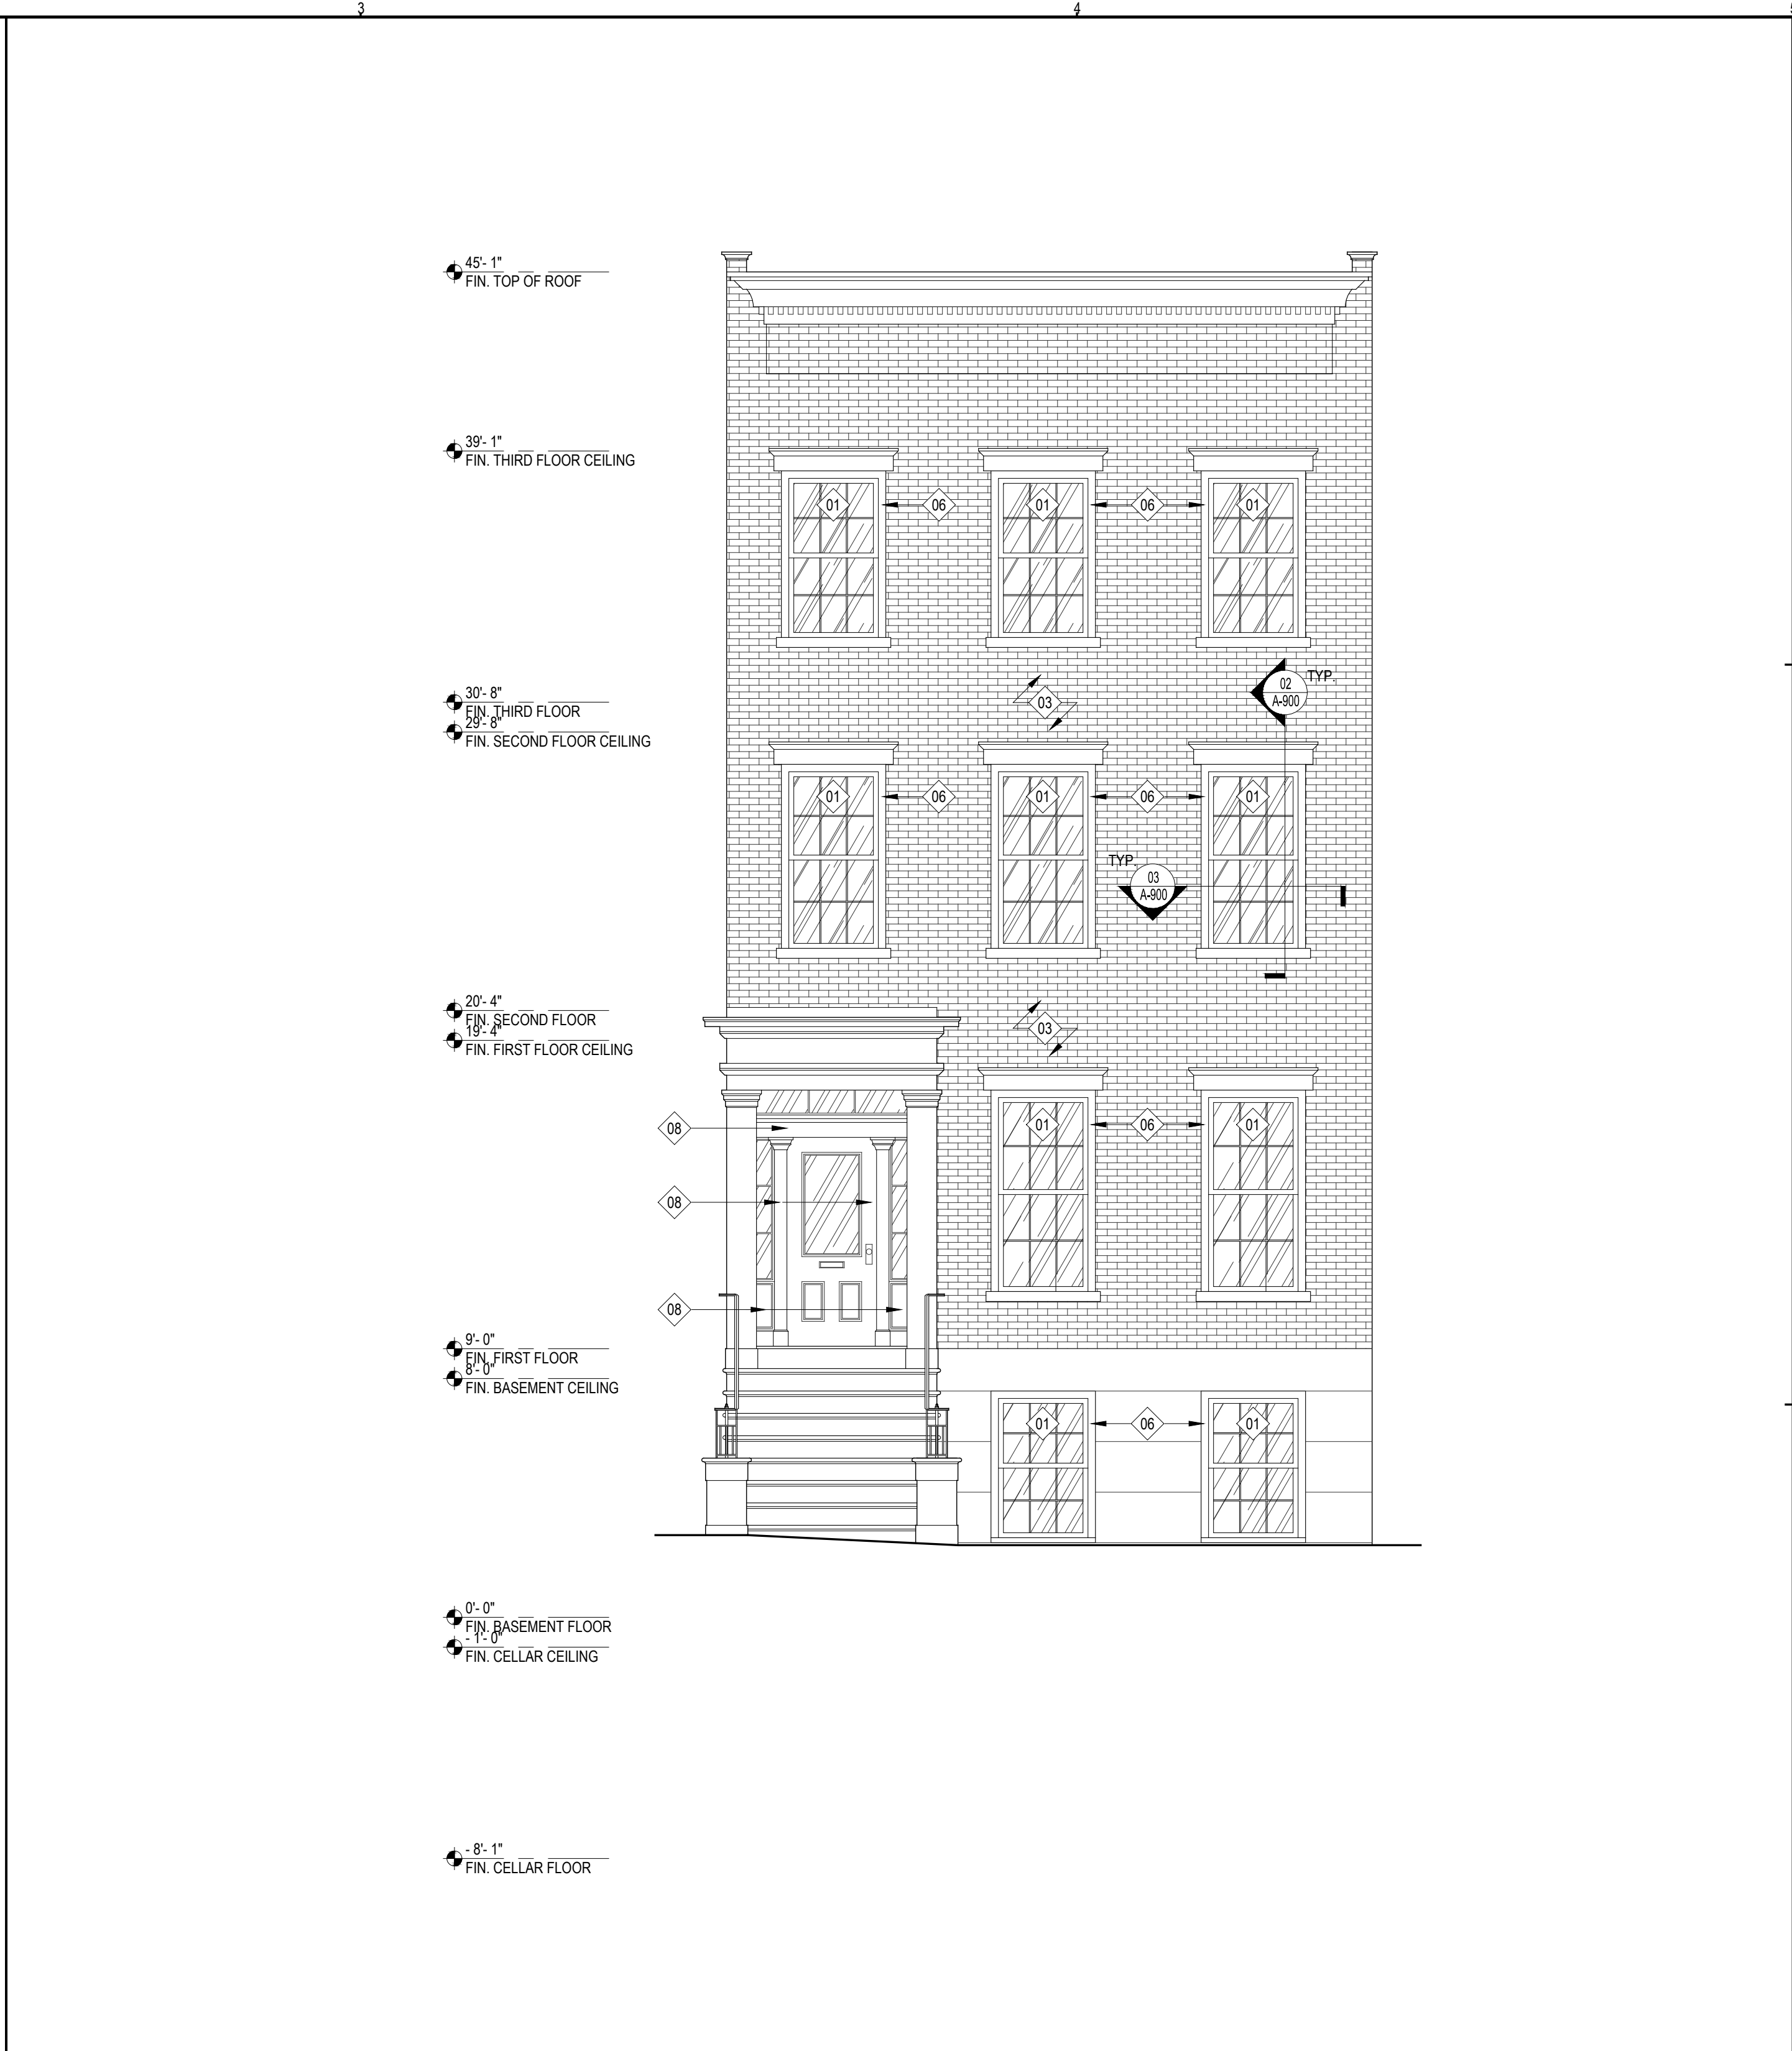 3
4
45'- 1"
FIN. TOP OF ROOF
39'- 1"
FIN. THIRD FLOOR CEILING
01
06
01
06
01
30'- 8"
FIN. THIRD FLOOR
29'- 8"
FIN. SECOND FLOOR CEILING
03
02
A-900
TYP.
01
06
01
06
01
TYP.
03
A-900
20'- 4"
FIN. SECOND FLOOR
19'- 4"
FIN. FIRST FLOOR CEILING
03
08
01
06
01
08
08
9'- 0"
FIN. FIRST FLOOR
8'- 0"
FIN. BASEMENT CEILING
01
06
01
0'- 0"
FIN. BASEMENT FLOOR
- 1'- 0"
FIN. CELLAR CEILING
- 8'- 1"
FIN. CELLAR FLOOR